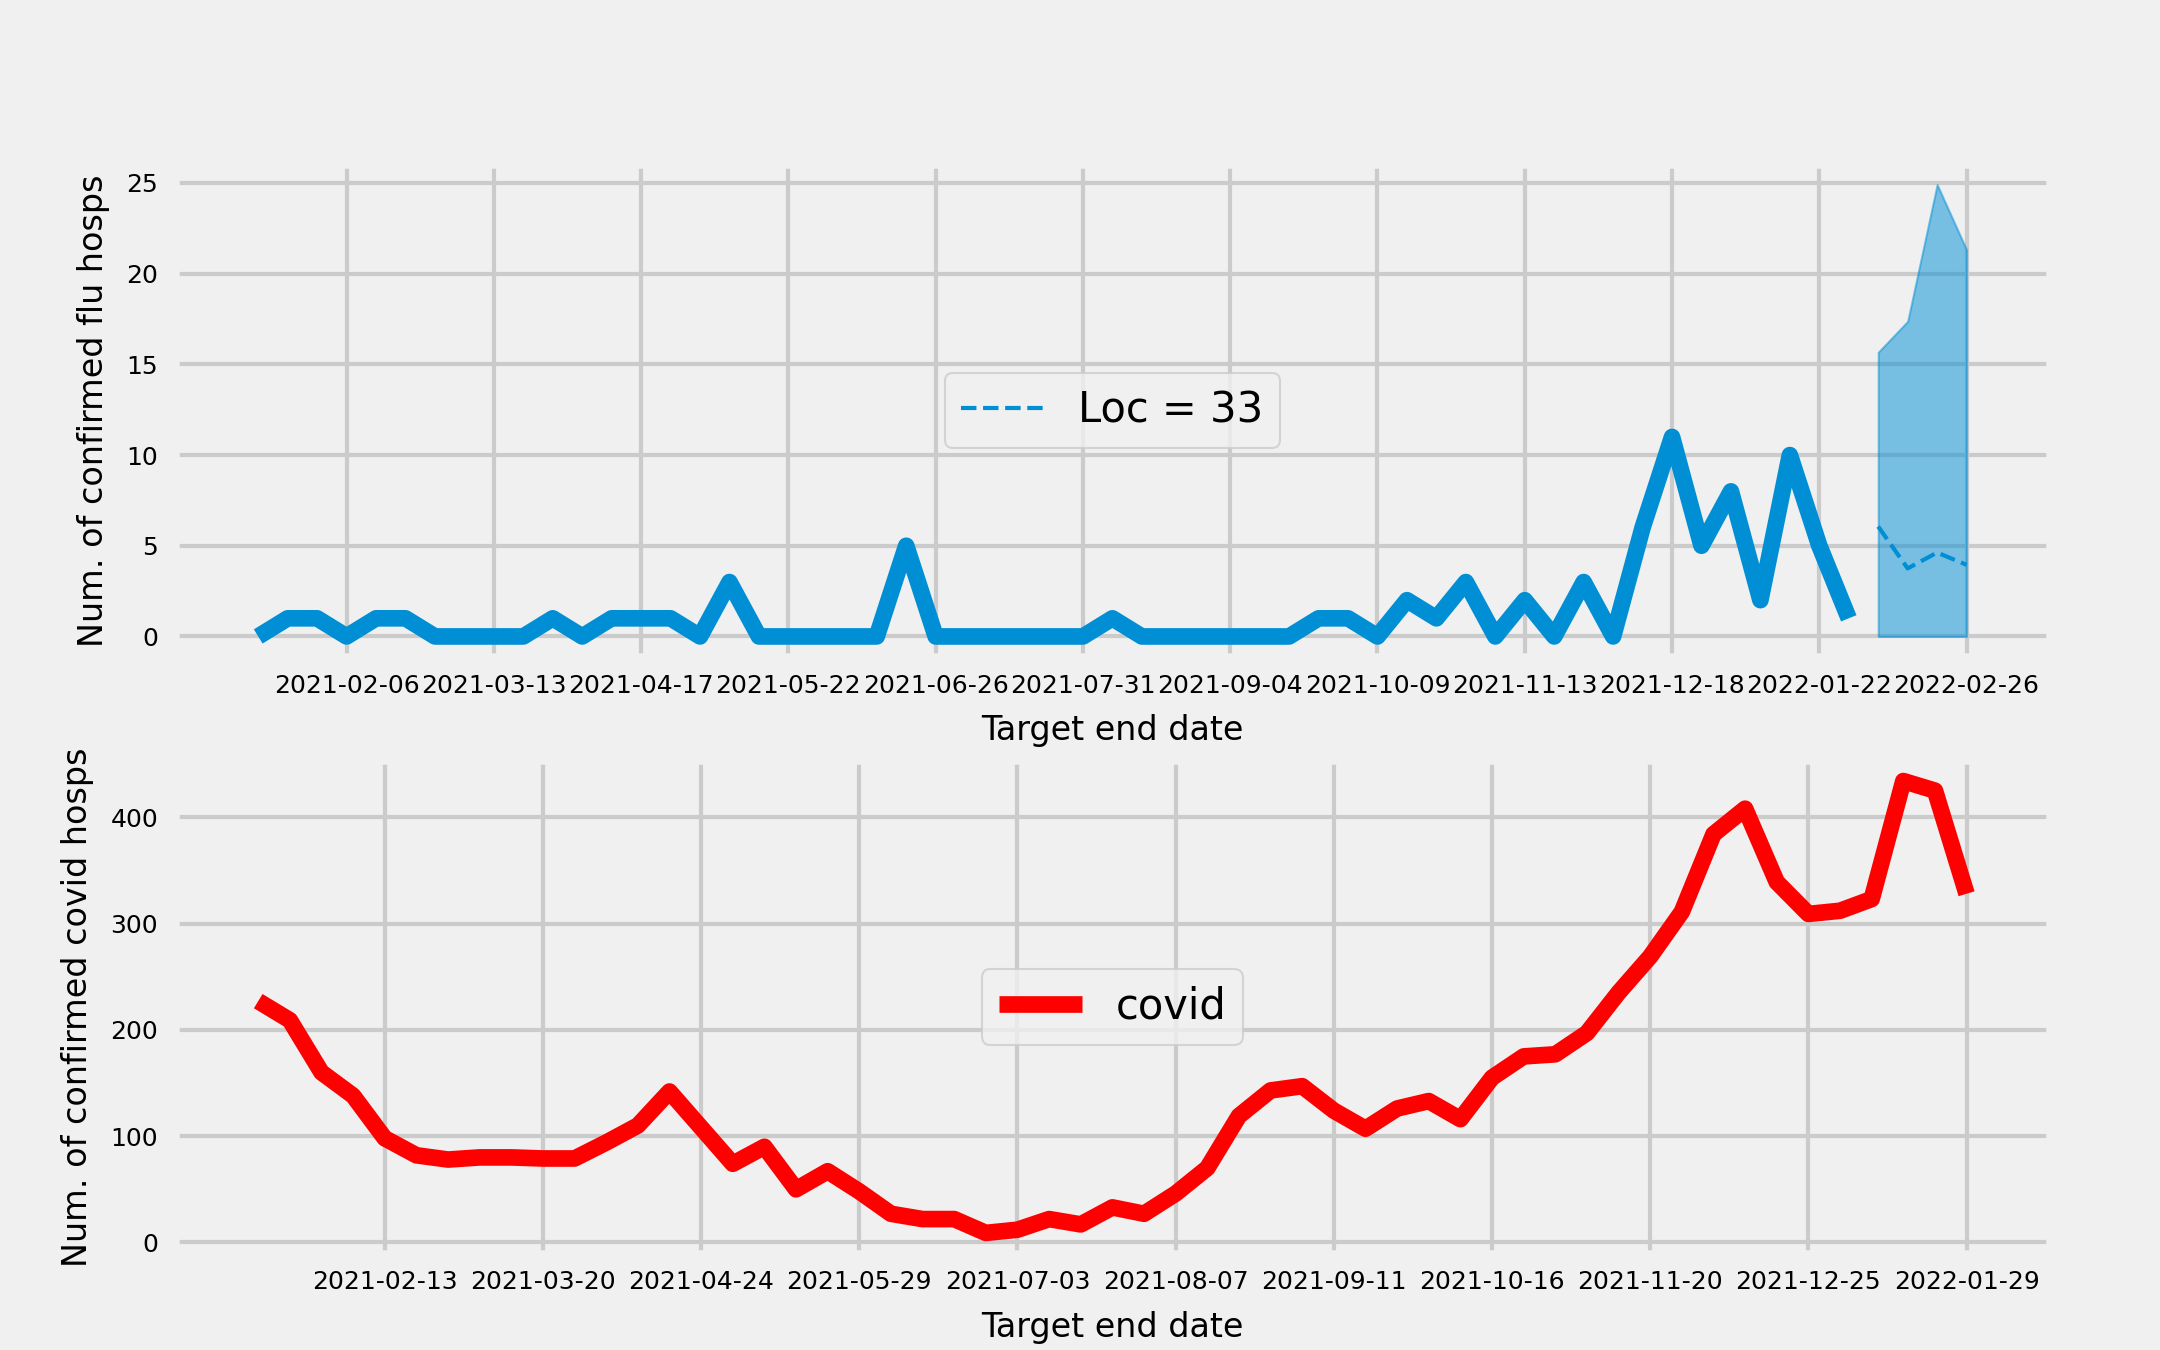 Num. of confirmed flu hosps
25
20
15
10
5
0
Loc = 33
2021-02-06 2021-03-13 2021-04-17 2021-05-22 2021-06-26 2021-07-31 2021-09-04 2021-10-09 2021-11-13 2021-12-18 2022-01-22 2022-02-26
Target end date
Num. of confirmed covid hosps
400
300
200
100
0
covid
2021-02-13 2021-03-20 2021-04-24 2021-05-29 2021-07-03 2021-08-07 2021-09-11 2021-10-16 2021-11-20 2021-12-25 2022-01-29
Target end date